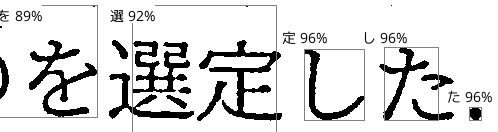 を 89% 選 92% 定 96% し 96% た 96%
を選定した.